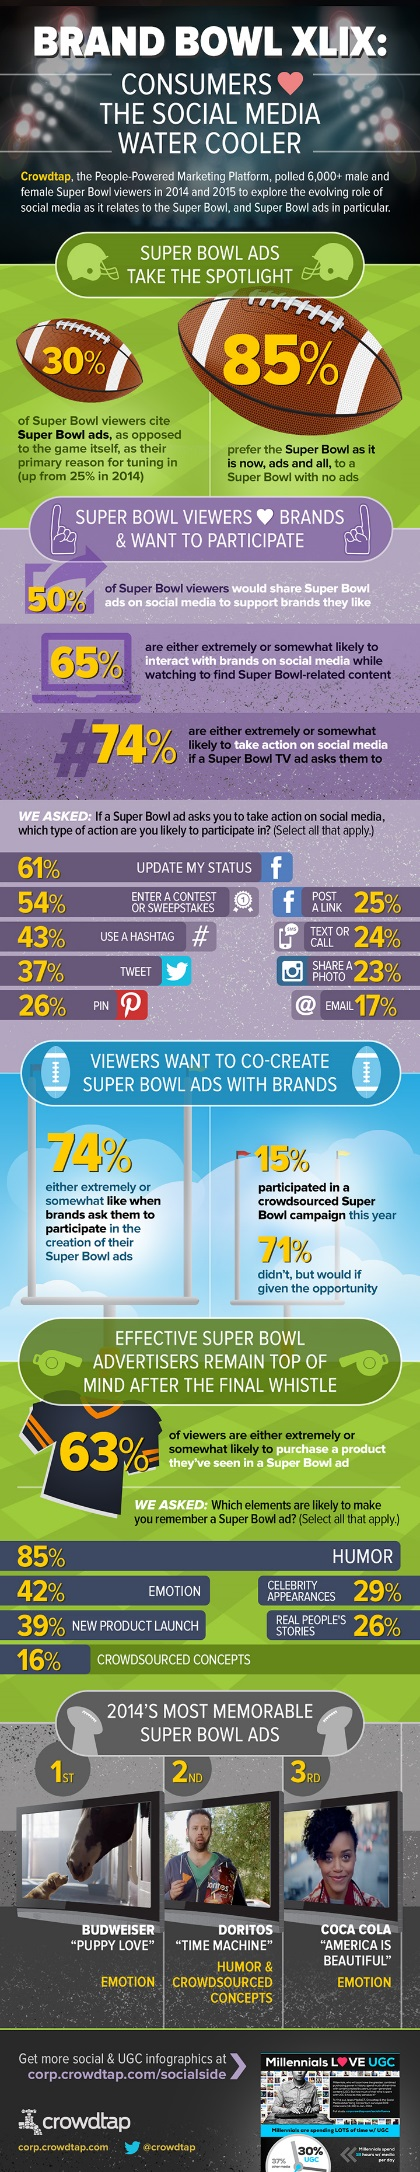 BRAND BOWL XLIX:
CONSUMERS
THE SOCIAL MEDIA
WATER COOLER
Crowdtap, the People-Powered Marketing Platform, polled 6,000+ male and
female Super Bowl viewers in 2014 and 2015 to explore the evolving role of
social media as it relates to the Super Bowl, and Super Bowl ads in particular.
SUPER BOWL ADS
TAKE THE SPOTLIGHT
30%
of Super Bowl viewers cite
Super Bowl ads, as opposed
to the game itself, as their
primary reason for tuning in
(up from 25% in 2014)
85%
prefer the Super Bowl as it
is now, ads and all, to a
Super Bowl with no ads
SUPER BOWL VIEWERS ♥ BRANDS
& WANT TO PARTICIPATE
50%
of Super Bowl viewers would share Super Bowl
ads on social media to support brands they like
65%
are either extremely or somewhat likely to
interact with brands on social media while
watching to find Super Bowl-related content
#74%
are either extremely or somewhat
likely to take action on social media
if a Super Bowl TV ad asks them to
WE ASKED: If a Super Bowl ad asks you to take action on social media,
which type of action are you likely to participate in? (Select all that apply.)
61% UPDATE MY STATUS f
54% ENTER A CONTEST
OR SWEEPSTAKES 1
f POST
A LINK 25%
43% USE A HASHTAG #
SMS TEXT OR
CALL 24%
37% TWEET
SHARE A
PHOTO 23%
26% PIN
@ EMAIL 17%
VIEWERS WANT TO CO-CREATE
SUPER BOWL ADS WITH BRANDS
74%
either extremely or
somewhat like when
brands ask them to
participate in the
creation of their
Super Bowl ads
15%
participated in a
crowdsourced Super
Bowl campaign this year
71%
didn't, but would if
given the opportunity
EFFECTIVE SUPER BOWL
ADVERTISERS REMAIN TOP OF
MIND AFTER THE FINAL WHISTLE
63%
of viewers are either extremely or
somewhat likely to purchase a product
they've seen in a Super Bowl ad
WE ASKED: Which elements are likely to make
you remember a Super Bowl ad? (Select all that apply.)
85% HUMOR
42% EMOTION
CELEBRITY
APPEARANCES 29%
39% NEW PRODUCT LAUNCH
REAL PEOPLE'S
STORIES 26%
16% CROWDSOURCED CONCEPTS
2014'S MOST MEMORABLE
SUPER BOWL ADS
1ST
BUDWEISER
"PUPPY LOVE"
EMOTION
2ND
Doritos
DORITOS
"TIME MACHINE"
HUMOR &
CROWDSOURCED
CONCEPTS
3RD
COCA COLA
"AMERICA IS
BEAUTIFUL"
EMOTION
Get more social & UGC infographics at
corp.crowdtap.com/socialside
crowdtap
corp.crowdtap.com @crowdtap
Millennials L♥VE UGC
Millennials are spending LOTS of time w/ UGC
30%
UGC
37%